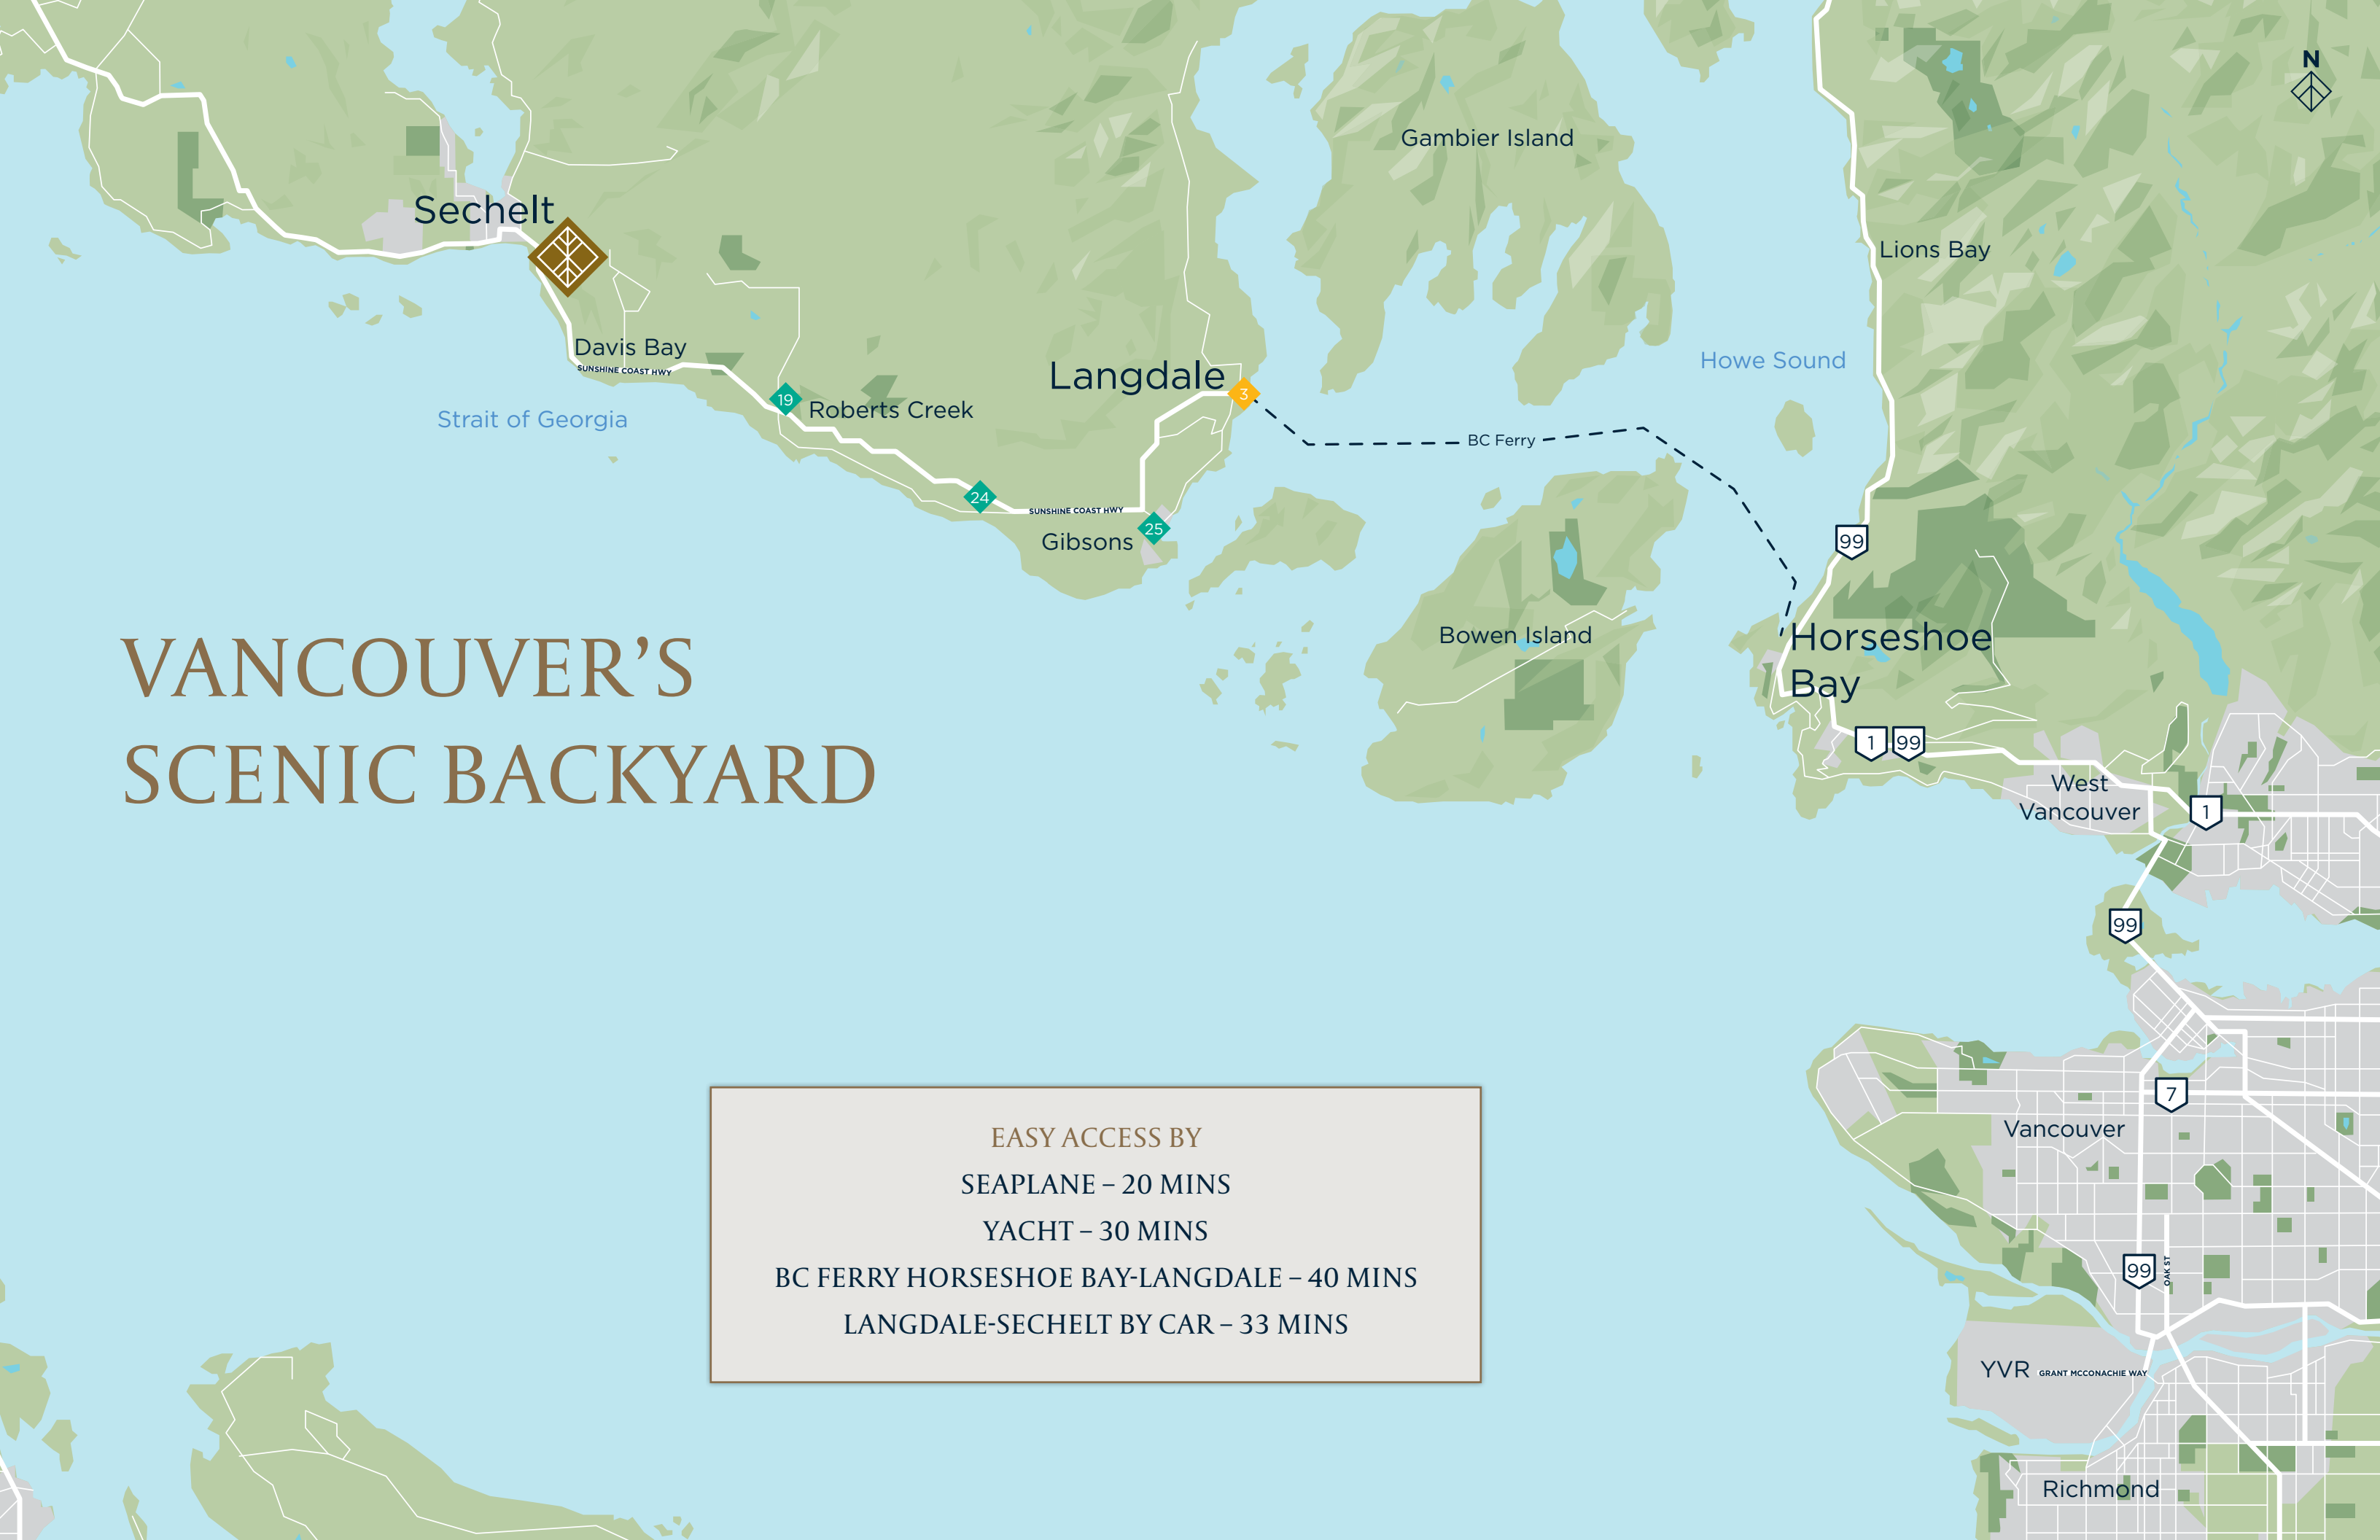 N
Gambier Island
Sechelt
Lions Bay
Davis Bay
SUNSHINE COAST HWY
Langdale
3
Howe Sound
19
Roberts Creek
Strait of Georgia
BC Ferry
24
SUNSHINE COAST HWY
25
Gibsons
99
Bowen Island
Horseshoe
Bay
VANCOUVER’S
SCENIC BACKYARD
1
99
West
Vancouver
1
99
7
Vancouver
EASY ACCESS BY
SEAPLANE – 20 MINS
YACHT – 30 MINS
BC FERRY HORSESHOE BAY-LANGDALE – 40 MINS
LANGDALE-SECHELT BY CAR – 33 MINS
99
OAK ST
YVR
GRANT MCCONACHIE WAY
Richmond